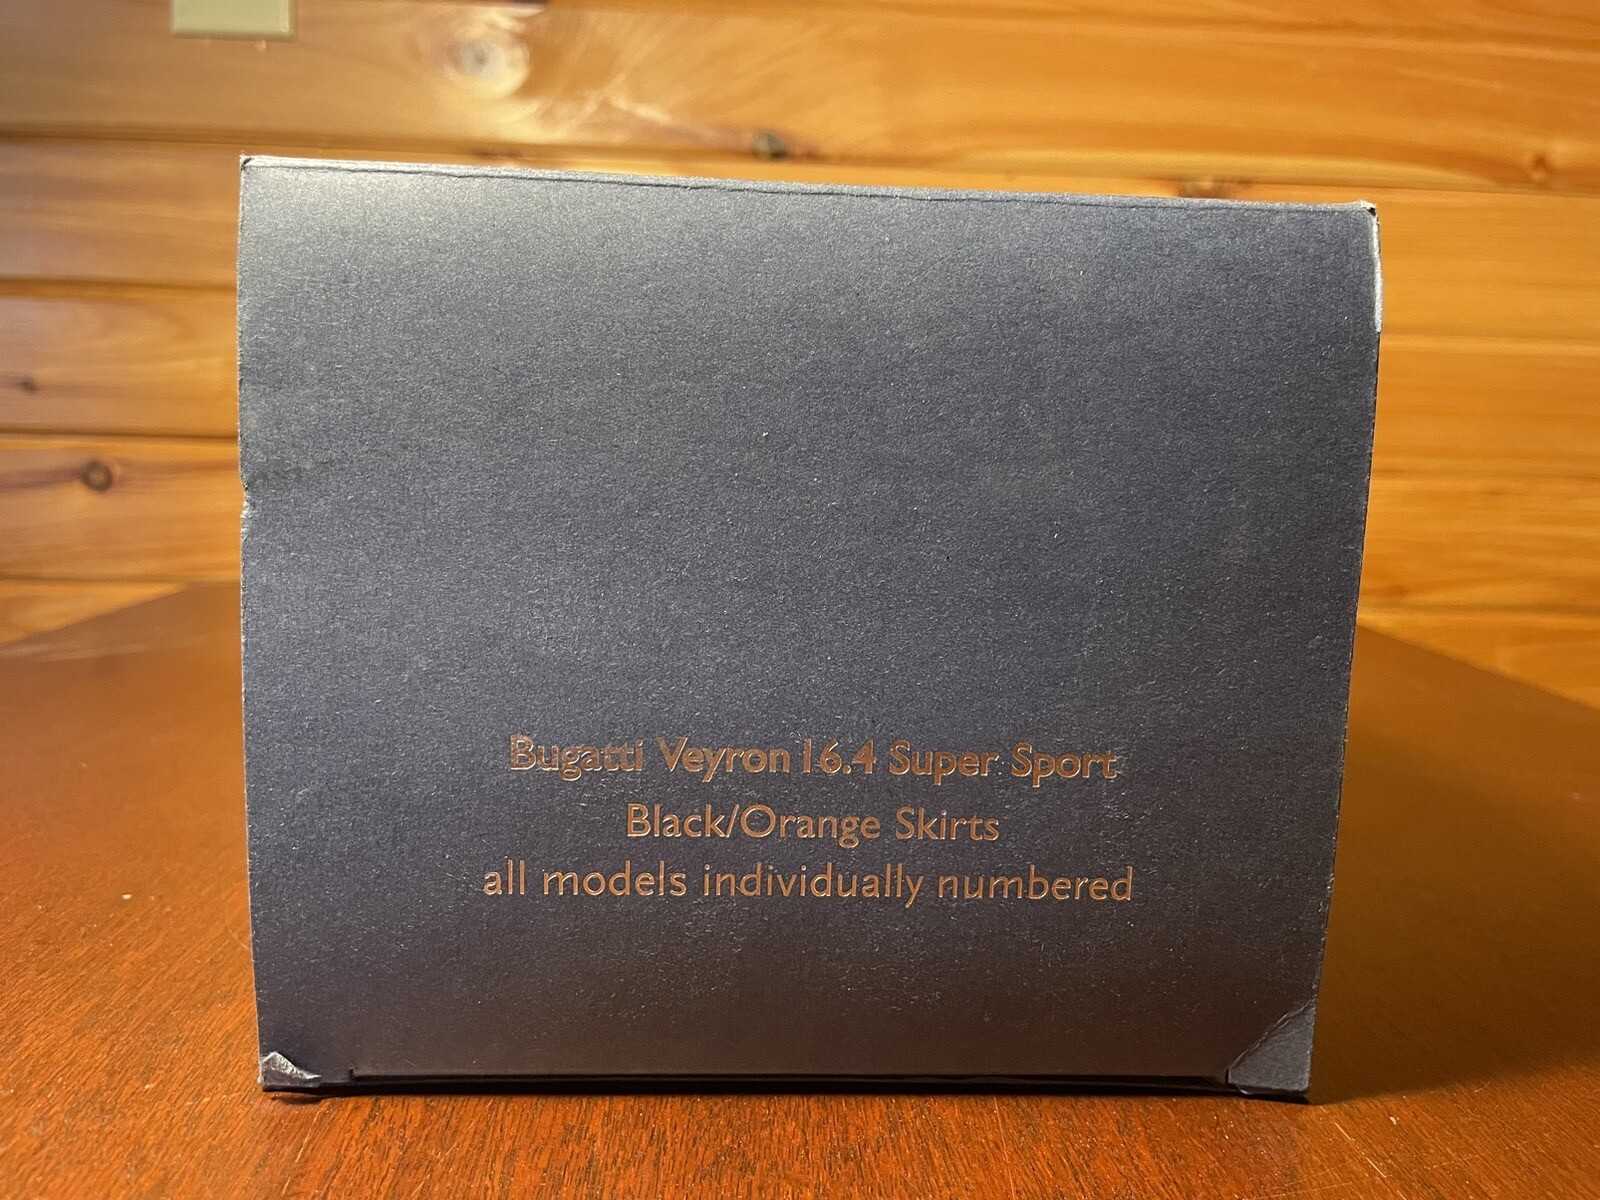 Bugatti Veyron 16.4 Super Sport
Black/Orange Skirts
all models individually numbered